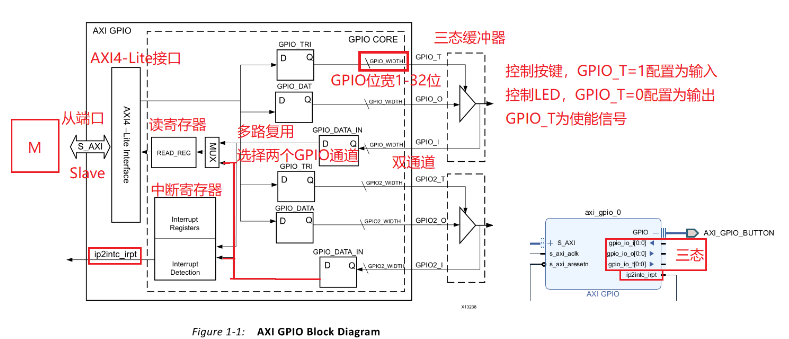 AXI GPIO
GPIO CORE
AXI4-Lite接口
GPIO_TRI
D Q
GPIO_WIDTH
GPIO_T
三态缓冲器
GPIO位宽1-32位
控制按键，GPIO_T=1配置为输入
控制LED，GPIO_T=0配置为输出
GPIO_T为使能信号
GPIO_DAT
D Q
GPIO_WIDTH
GPIO_O
从端口
M
S_AXI
Slave
AXI4-Lite Interface
读寄存器
READ_REG
MUX
多路复用
选择两个GPIO通道
GPIO_DATA_IN
D Q
GPIO_WIDTH
GPIO_I
双通道
GPIO_TRI
D Q
GPIO2_WIDTH
GPIO2_T
中断寄存器
Interrupt
Registers
Interrupt
Detection
ip2intc_irpt
GPIO_DATA
D Q
GPIO2_WIDTH
GPIO2_O
GPIO_DATA_IN
D Q
GPIO2_WIDTH
GPIO2_I
axi_gpio_0
S_AXI
s_axi_aclk
s_axi_aresetn
GPIO
gpio_io_i[0:0]
gpio_io_o[0:0]
gpio_io_t[0:0]
ip2intc_irpt
AXI_GPIO_BUTTON
三态
AXI GPIO
Figure 1-1: AXI GPIO Block Diagram